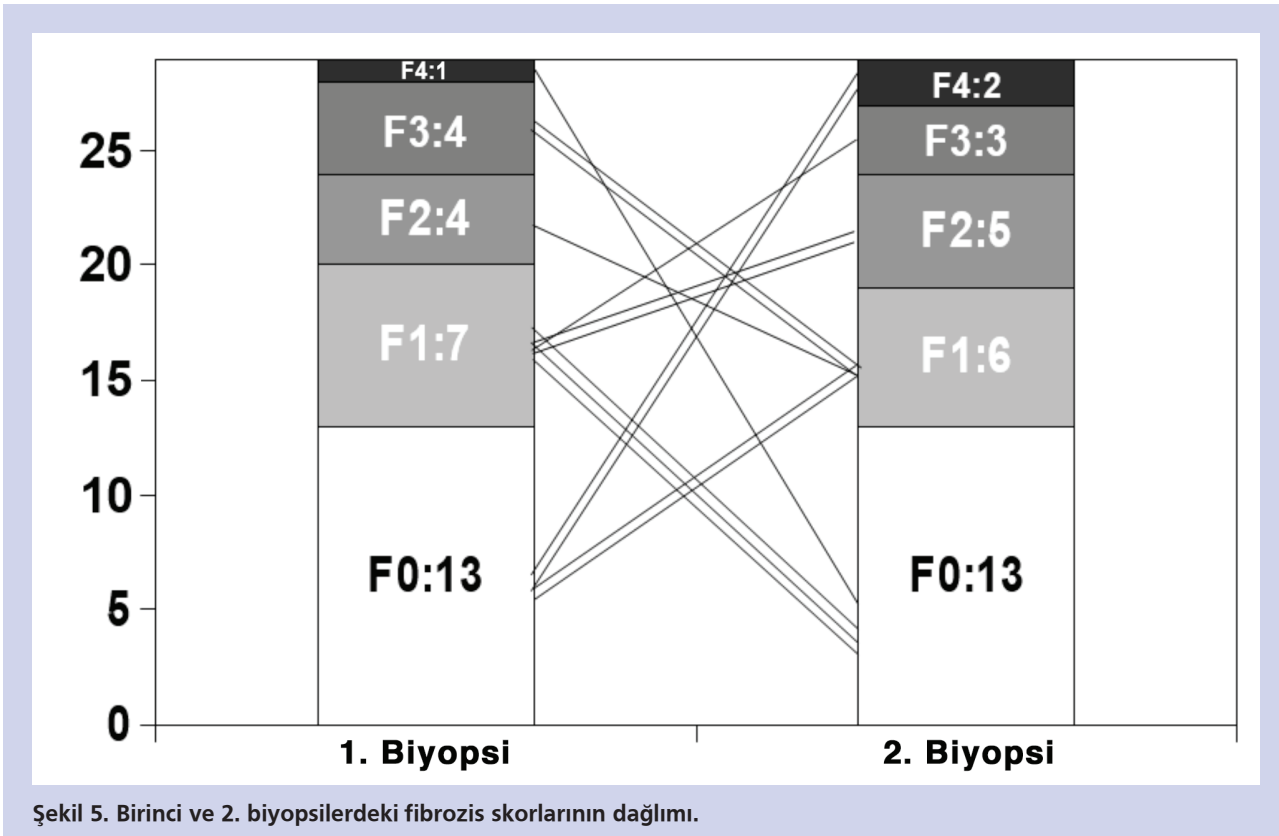 F4:1
F4:2
F3:4
F3:3
25
F2:4
F2:5
20
F1:7
F1:6
15
10
F0:13
F0:13
5
0
1. Biyopsi
2. Biyopsi
Şekil 5. Birinci ve 2. biyopsilerdeki fibrozis skorlarının dağlımı.